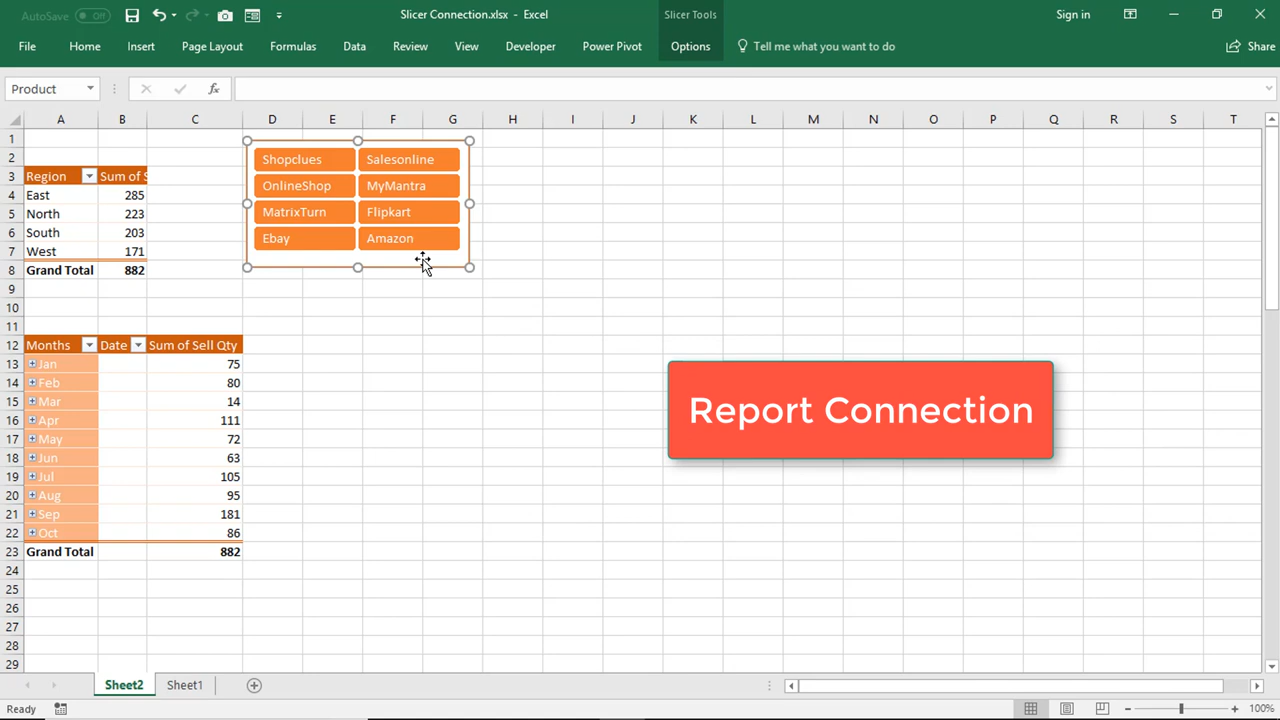 AutoSave Off Slicer Connection.xlsx - Excel Slicer Tools Sign in
File Home Insert Page Layout Formulas Data Review View Developer Power Pivot Options Tell me what you want to do Share
Product fx
A B C D E F G H I J K L M N O P Q R S T
1
2
3 Region Sum of S
4 East 285
5 North 223
6 South 203
7 West 171
8 Grand Total 882
Shopclues Salesonline
OnlineShop MyMantra
MatrixTurn Flipkart
Ebay Amazon
9
10
11
12 Months Date Sum of Sell Qty
13 Jan 75
14 Feb 80
15 Mar 14
16 Apr 111
17 May 72
18 Jun 63
19 Jul 105
20 Aug 95
21 Sep 181
22 Oct 86
23 Grand Total 882
Report Connection
24
25
26
27
28
29
Sheet2 Sheet1
Ready 100%